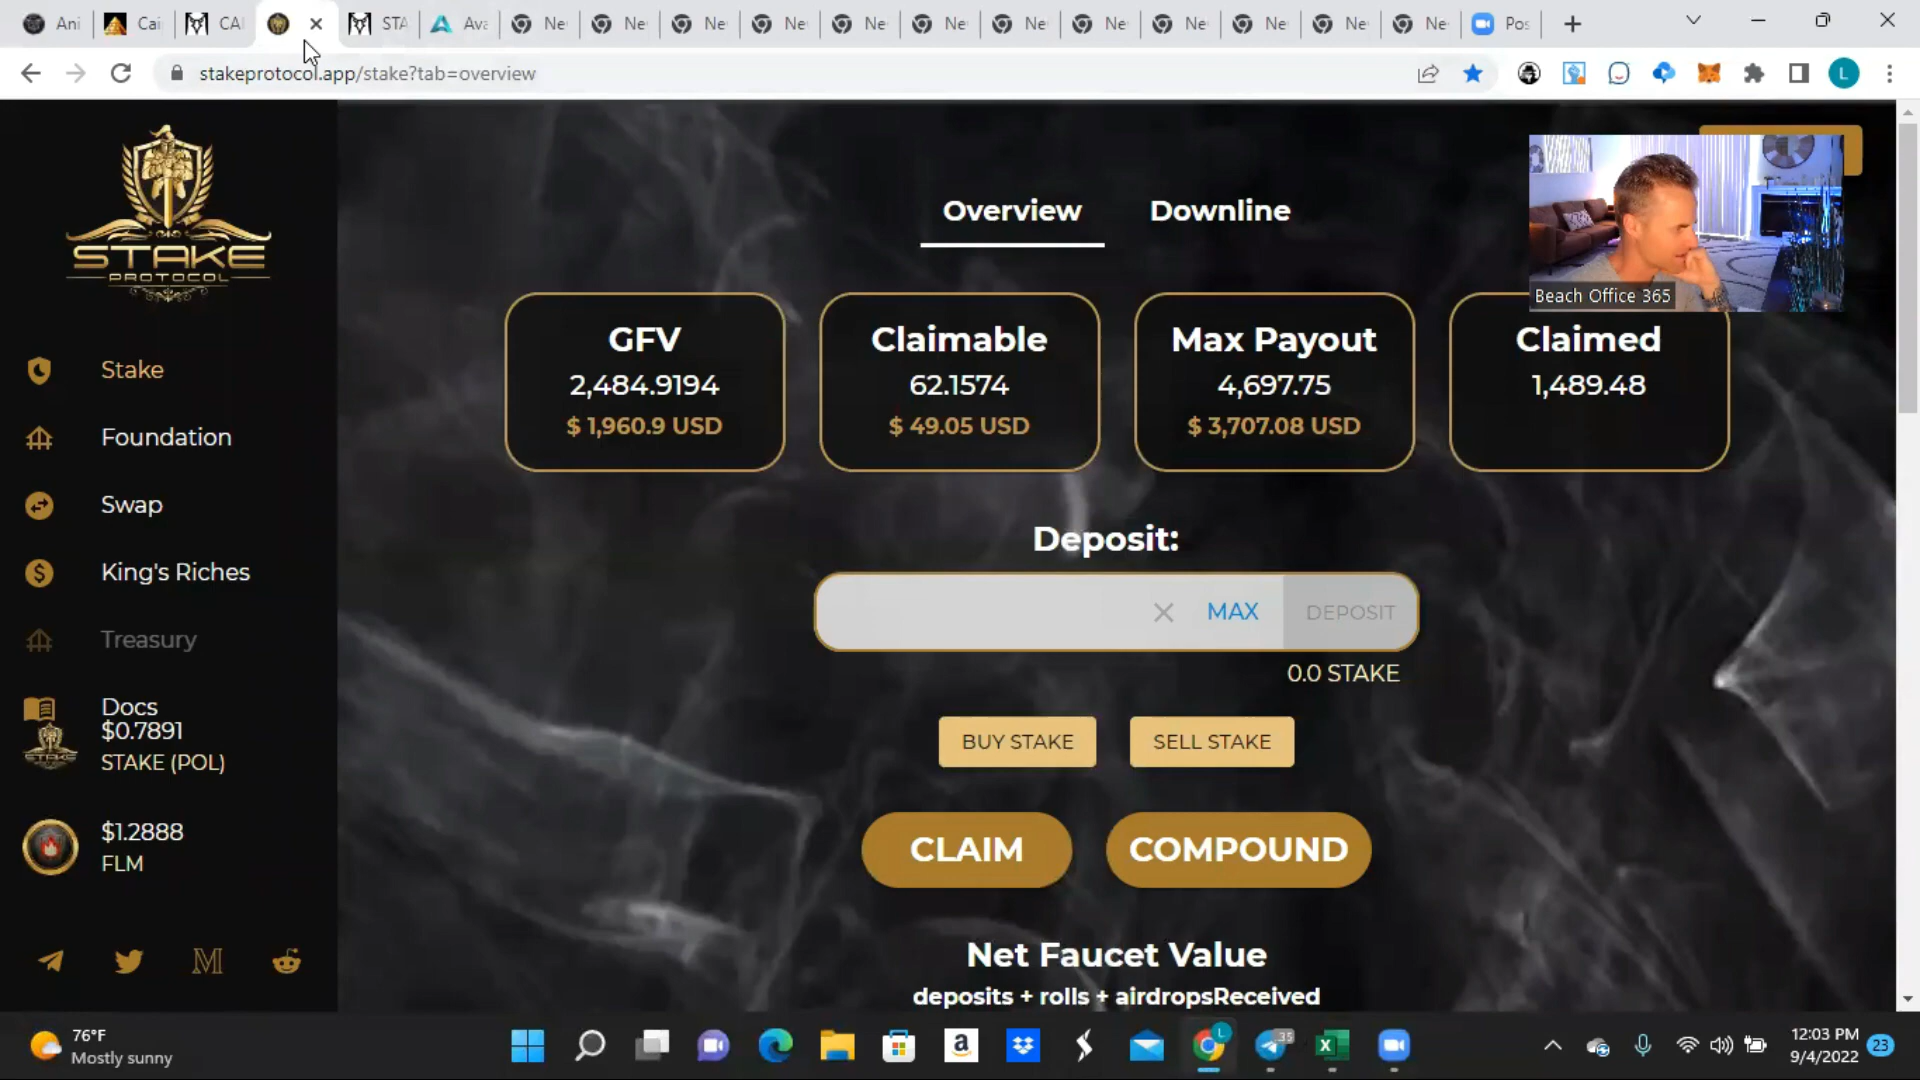 Ani
Cai
CA
STA
Ava
Ne
Ne
Ne
Ne
Ne
Ne
Ne
Ne
Ne
Ne
Ne
Ne
Pos
stakeprotocol.app/stake?tab=overview
L
STAKE
PROTOCOL
Stake
Foundation
Swap
King's Riches
Treasury
Docs
$0.7891
STAKE (POL)
$1.2888
FLM
Overview
Downline
GFV
2,484.9194
$ 1,960.9 USD
Claimable
62.1574
$ 49.05 USD
Max Payout
4,697.75
$ 3,707.08 USD
Claimed
1,489.48
Beach Office 365
Deposit:
MAX
DEPOSIT
0.0 STAKE
BUY STAKE
SELL STAKE
CLAIM
COMPOUND
Net Faucet Value
deposits + rolls + airdropsReceived
76°F
Mostly sunny
35
12:03 PM
9/4/2022
23